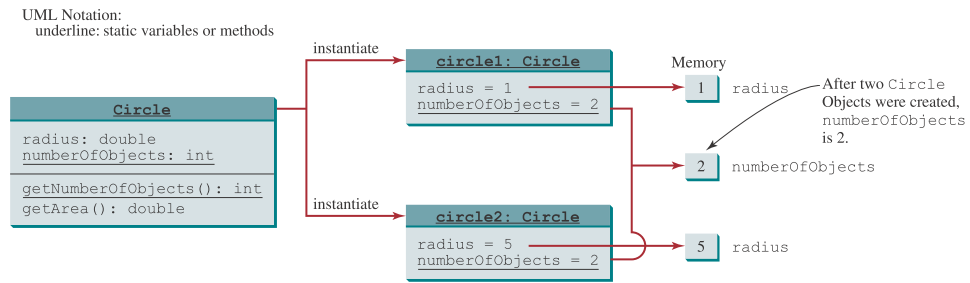 UML Notation:
underline: static variables or methods
instantiate
circle1: Circle
radius = 1
numberOfObjects = 2
Memory
1 radius
After two Circle
Objects were created,
numberOfObjects
is 2.
Circle
radius: double
numberOfObjects: int
getNumberOfObjects(): int
getArea(): double
2 numberOfObjects
instantiate
circle2: Circle
radius = 5
numberOfObjects = 2
5 radius